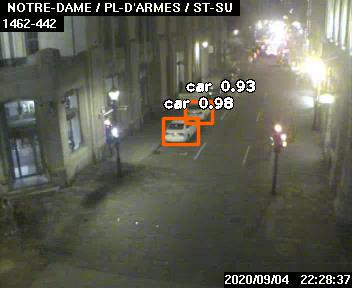 NOTRE-DAME / PL-D'ARMES / ST-SU
1462-442
car 0.93
car 0.98
2020/09/04 22:28:37